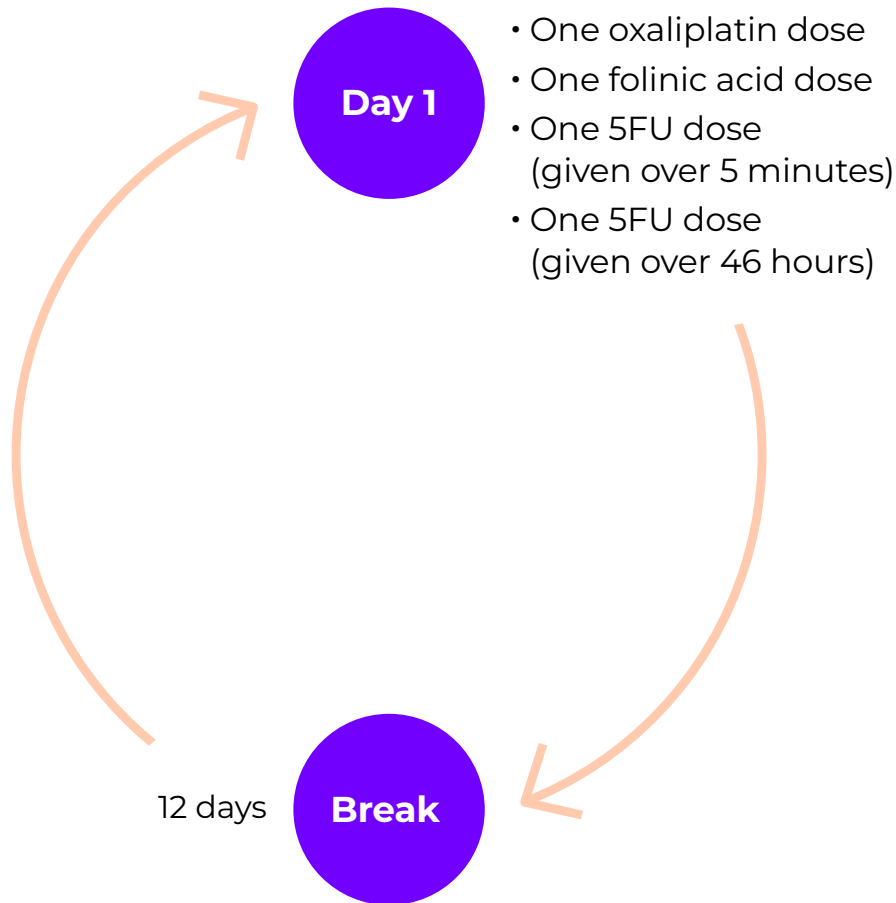 Day 1
• One oxaliplatin dose
• One folinic acid dose
• One 5FU dose
(given over 5 minutes)
• One 5FU dose
(given over 46 hours)
12 days
Break